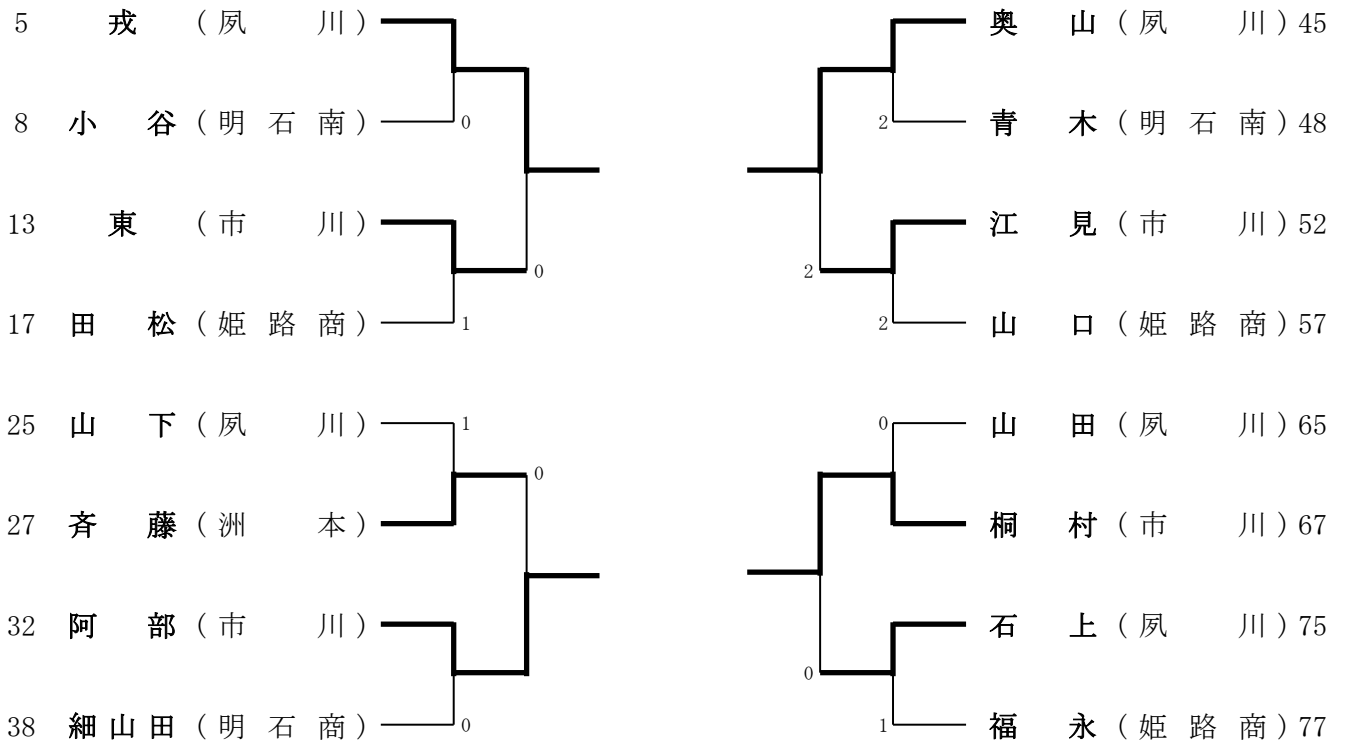 5 戎 ( 夙 川 ) 奥 山 ( 夙 川 ) 45
8 小 谷 ( 明 石 南 ) 0 2 青 木 ( 明 石 南 ) 48
13 東 ( 市 川 ) 江 見 ( 市 川 ) 52
0 2
17 田 松 ( 姫 路 商 ) 1 2 山 口 ( 姫 路 商 ) 57
25 山 下 ( 夙 川 ) 1 0 山 田 ( 夙 川 ) 65
0
27 斉 藤 ( 洲 本 ) 桐 村 ( 市 川 ) 67
32 阿 部 ( 市 川 ) 石 上 ( 夙 川 ) 75
0
38 細 山 田 ( 明 石 商 ) 0 1 福 永 ( 姫 路 商 ) 77